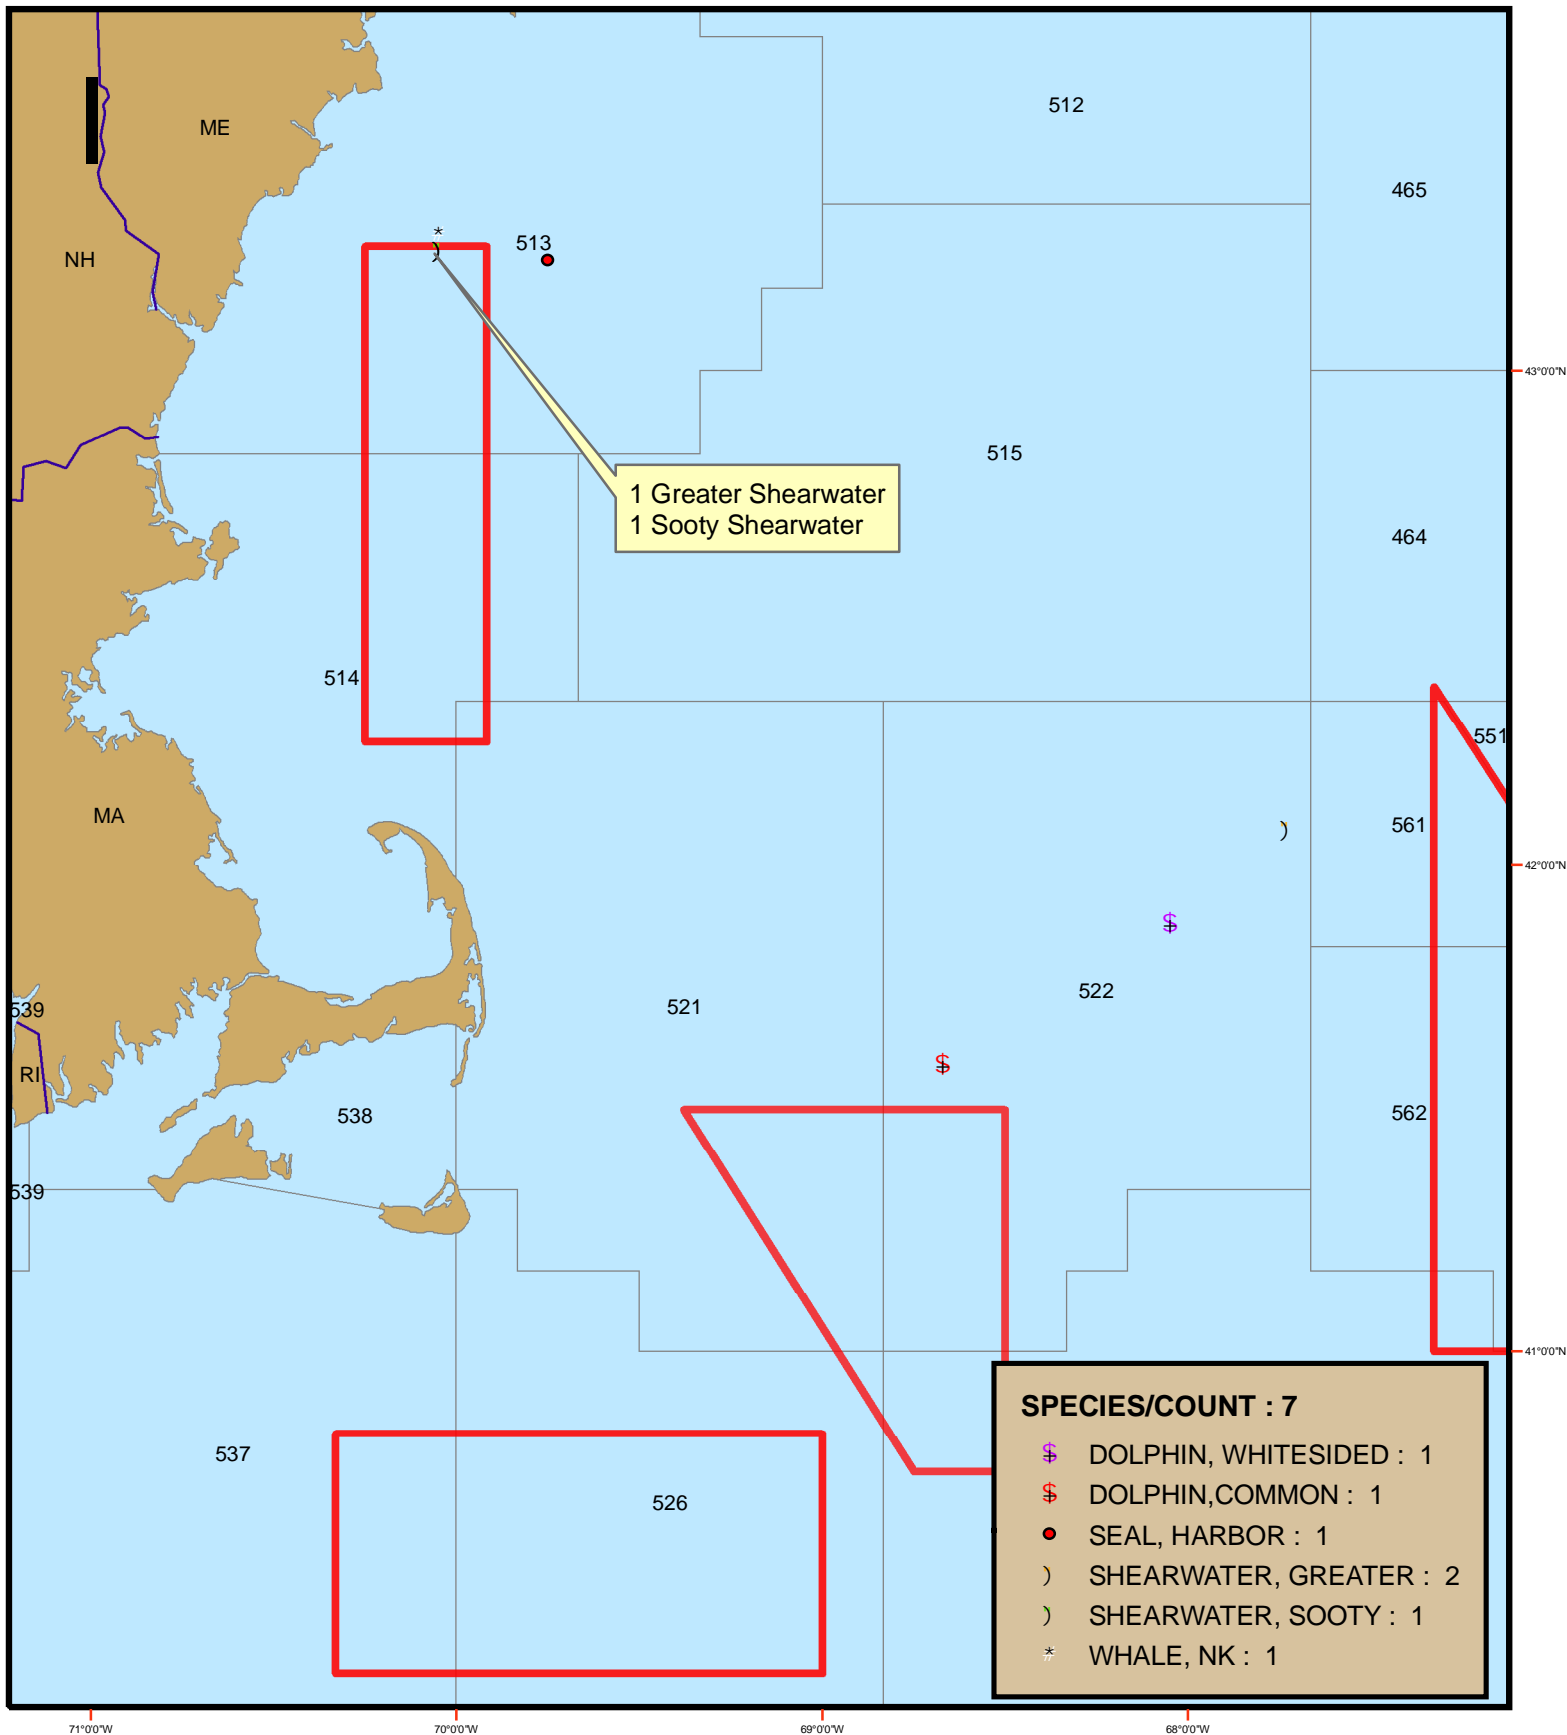 512
ME
465
513
NH
43°0'0"N
515
1 Greater Shearwater
1 Sooty Shearwater
464
514
551
MA
561
42°0'0"N
522
521
539
RI
538
562
539
41°0'0"N
SPECIES/COUNT : 7
DOLPHIN, WHITESIDED : 1
DOLPHIN,COMMON : 1
SEAL, HARBOR : 1
SHEARWATER, GREATER : 2
SHEARWATER, SOOTY : 1
WHALE, NK : 1
537
526
71°0'0"W
70°0'0"W
69°0'0"W
68°0'0"W